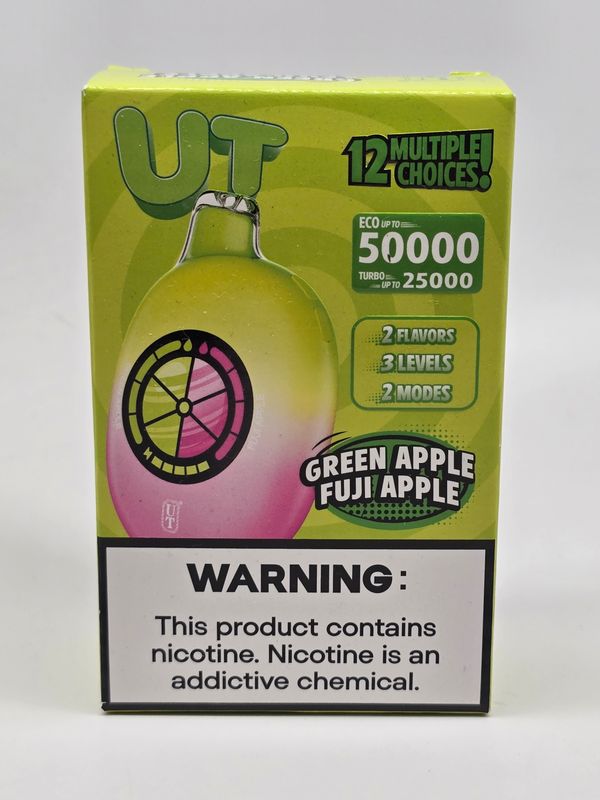 UT
12 MULTIPLE CHOICES!
ECO UP TO
50000
TURBO UP TO 25000
2 FLAVORS
3 LEVELS
2 MODES
GREEN APPLE
FUJI APPLE
UT
WARNING:
This product contains
nicotine. Nicotine is an
addictive chemical.